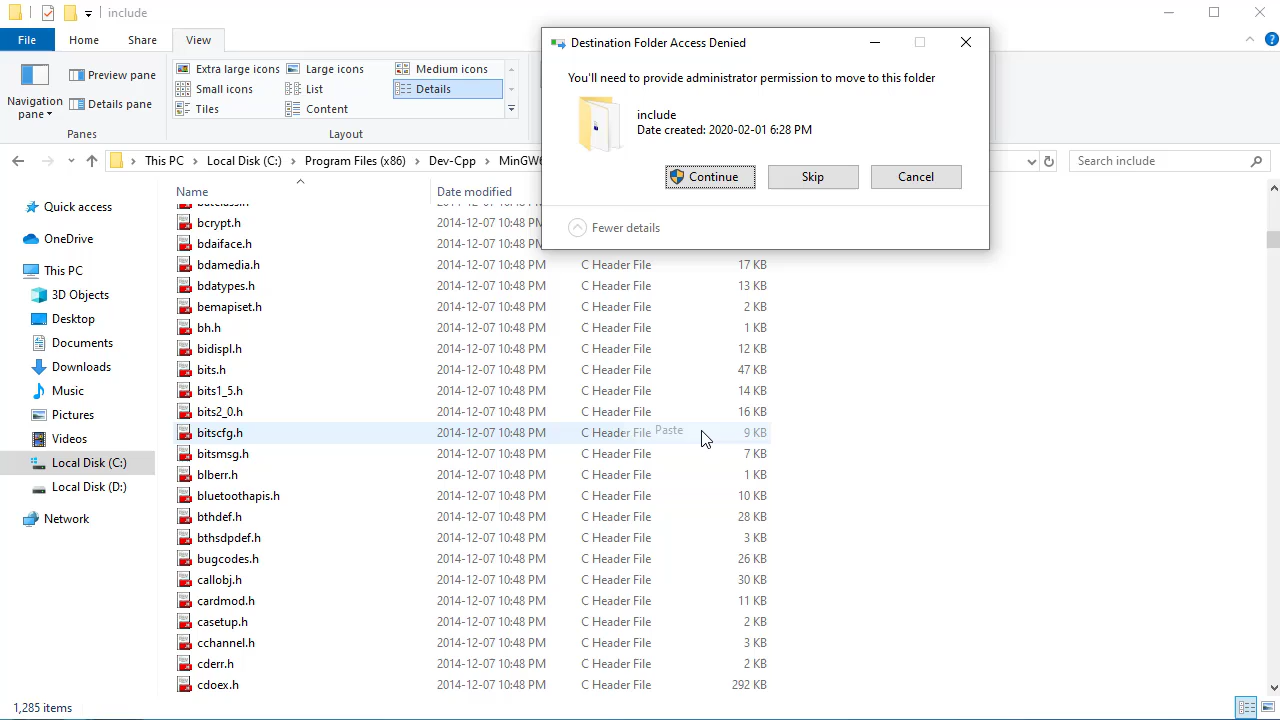 include
File Home Share View
Extra large icons Large icons Medium icons
Small icons List Details
Tiles Content
Navigation pane
Preview pane
Details pane
Panes Layout
Destination Folder Access Denied
You'll need to provide administrator permission to move to this folder
include
Date created: 2020-02-01 6:28 PM
Continue Skip Cancel
Fewer details
This PC Local Disk (C:) Program Files (x86) Dev-Cpp
Search include
Quick access
OneDrive
This PC
3D Objects
Desktop
Documents
Downloads
Music
Pictures
Videos
Local Disk (C:)
Local Disk (D:)
Network
Name Date modified
bcrypt.h 2014-12-07 10:48 PM
bdaiface.h 2014-12-07 10:48 PM
bdamedia.h 2014-12-07 10:48 PM C Header File 17 KB
bdatypes.h 2014-12-07 10:48 PM C Header File 13 KB
bemapiset.h 2014-12-07 10:48 PM C Header File 2 KB
bh.h 2014-12-07 10:48 PM C Header File 1 KB
bidispl.h 2014-12-07 10:48 PM C Header File 12 KB
bits.h 2014-12-07 10:48 PM C Header File 47 KB
bits1_5.h 2014-12-07 10:48 PM C Header File 14 KB
bits2_0.h 2014-12-07 10:48 PM C Header File 16 KB
bitscfg.h 2014-12-07 10:48 PM C Header File Paste 9 KB
bitsmsg.h 2014-12-07 10:48 PM C Header File 7 KB
blberr.h 2014-12-07 10:48 PM C Header File 1 KB
bluetoothapis.h 2014-12-07 10:48 PM C Header File 10 KB
bthdef.h 2014-12-07 10:48 PM C Header File 28 KB
bthsdpdef.h 2014-12-07 10:48 PM C Header File 3 KB
bugcodes.h 2014-12-07 10:48 PM C Header File 26 KB
callobj.h 2014-12-07 10:48 PM C Header File 30 KB
cardmod.h 2014-12-07 10:48 PM C Header File 11 KB
casetup.h 2014-12-07 10:48 PM C Header File 2 KB
cchannel.h 2014-12-07 10:48 PM C Header File 3 KB
cderr.h 2014-12-07 10:48 PM C Header File 2 KB
cdoex.h 2014-12-07 10:48 PM C Header File 292 KB
1,285 items